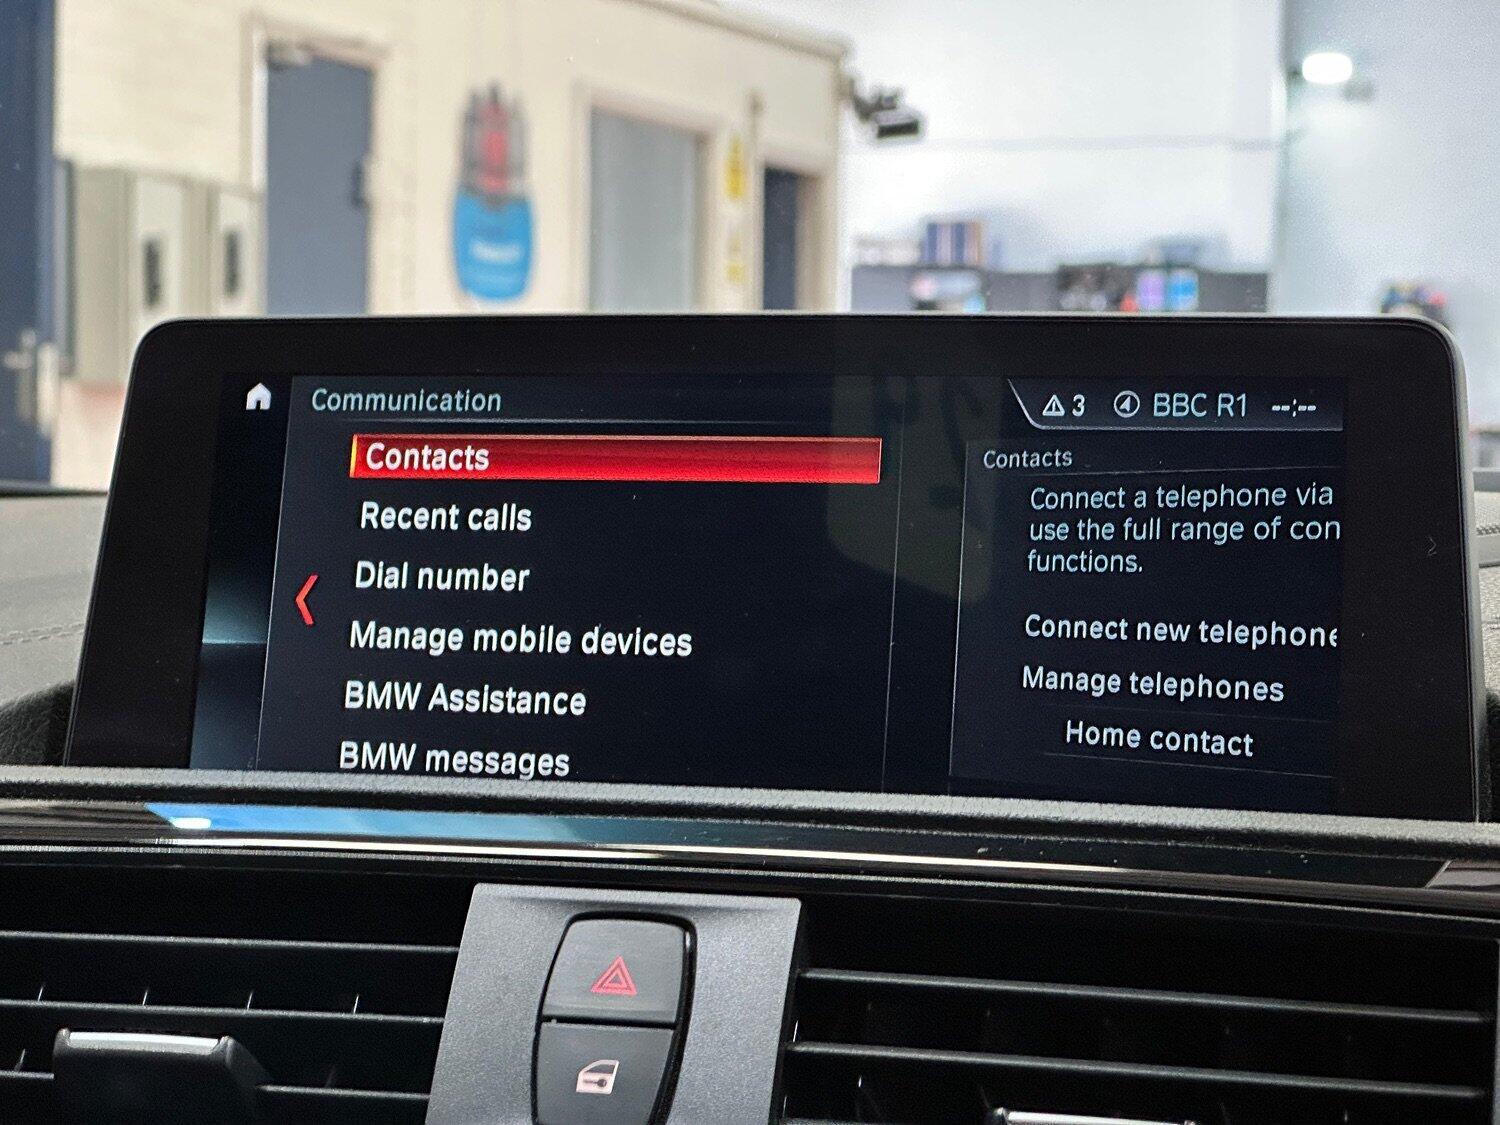 Communication
3 BBC R1 --:--
Contacts
Recent calls
Dial number
Manage mobile devices
BMW Assistance
BMW messages
Contacts
Connect a telephone via
use the full range of con
functions.
Connect new telephone
Manage telephones
Home contact